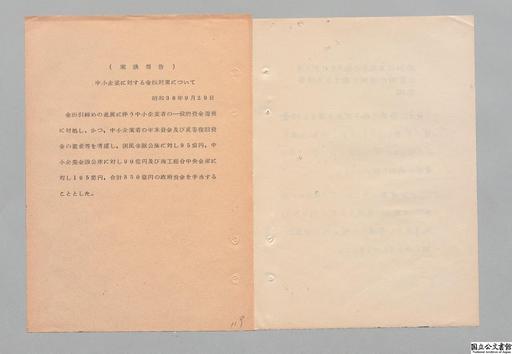 中小企業に対する金融対策について
昭和36年9月29日
金融引締めの進展に伴う中小企業者の一般的資金需要
に対処し、かつ、中小企業者の年末資金及び災害復旧資
金の需要等を考慮し、国民金融公庫に対し95億円、中
小企業金融公庫に対し90億円及び商工組合中央金庫に
対し165億円、合計350億円の政府資金を手当する
こととした。
国立公文書館
National Archives of Japan